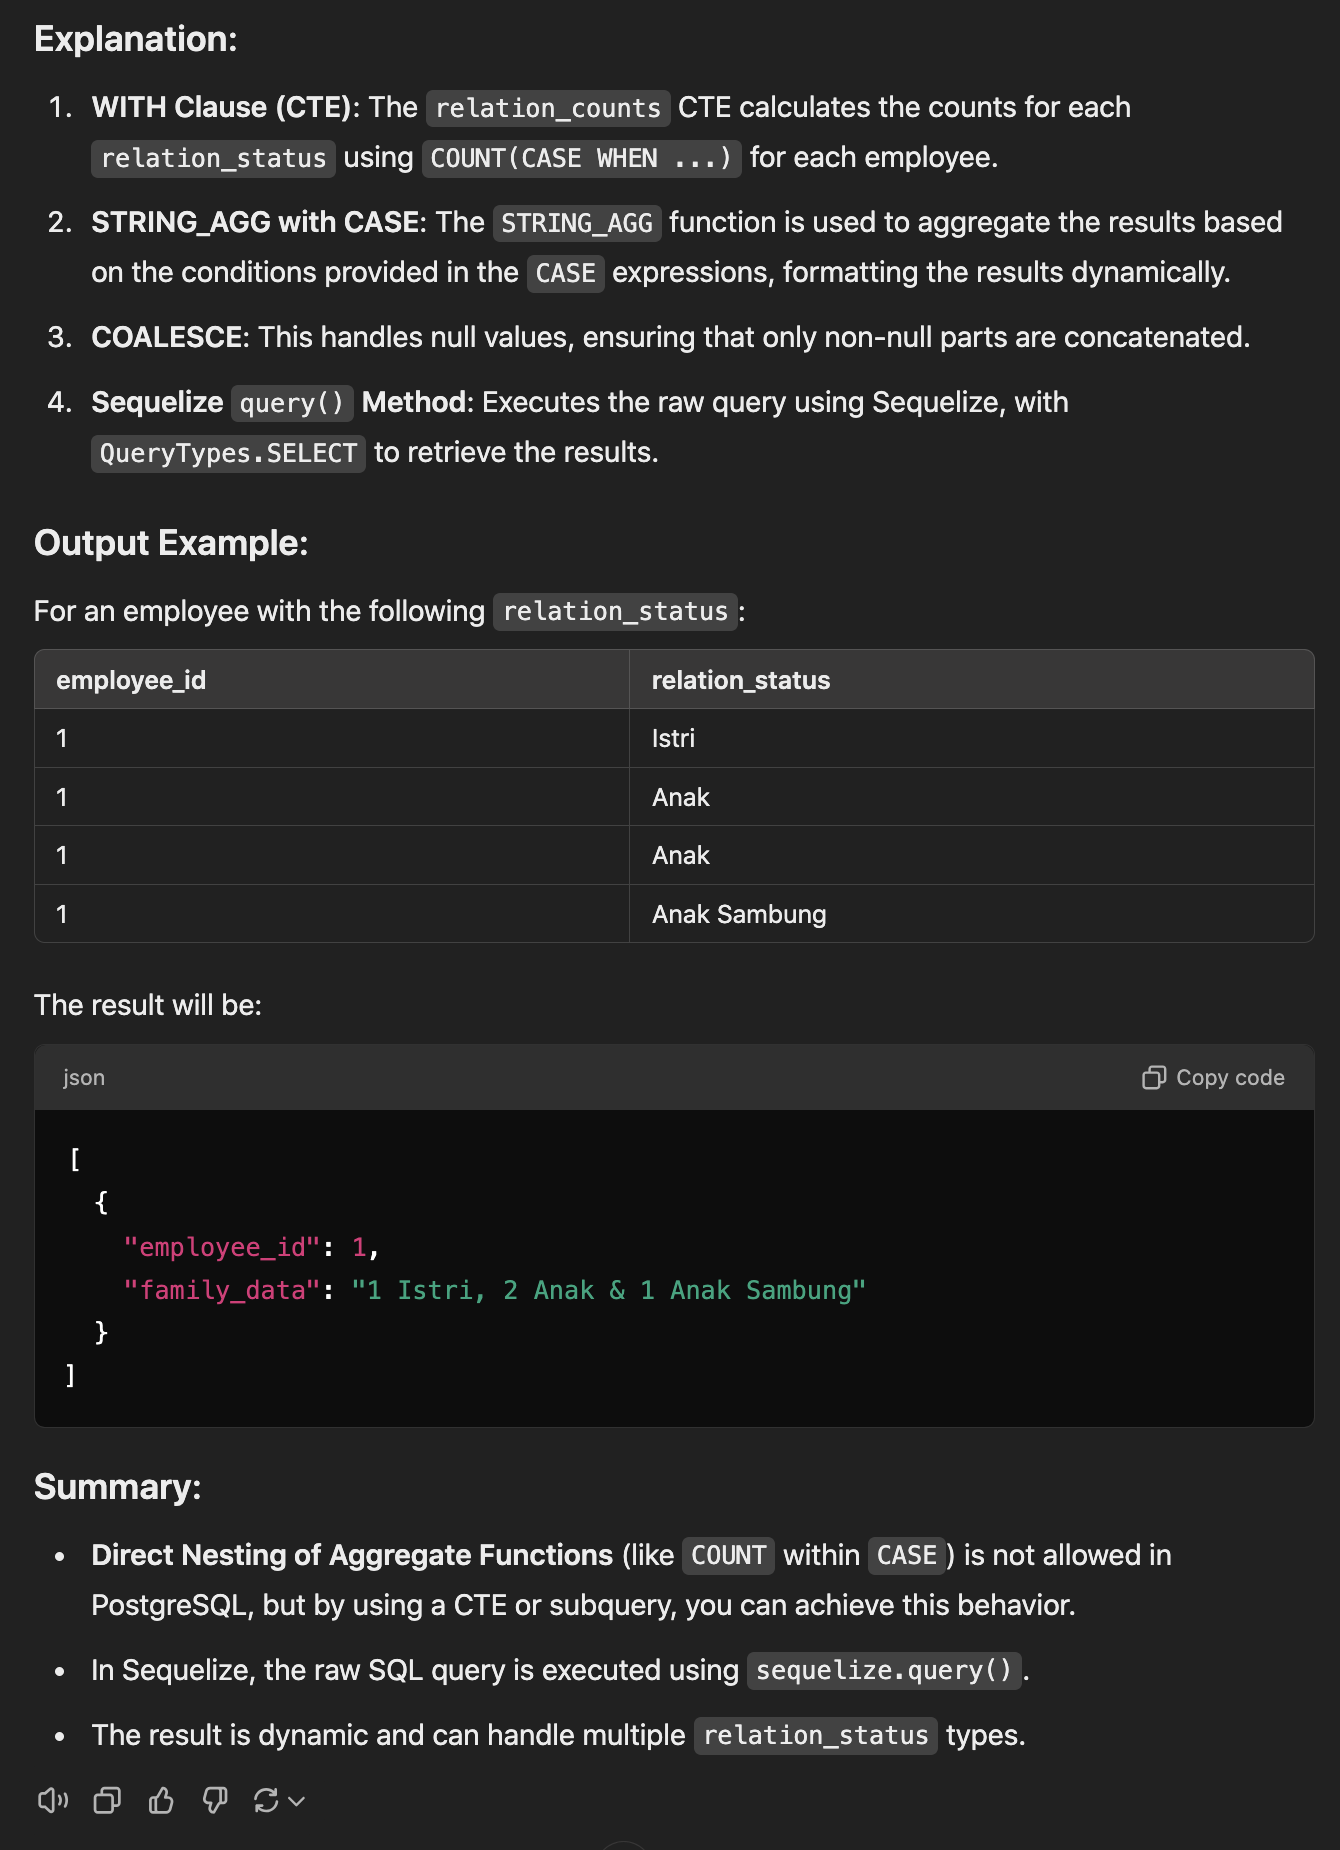 Explanation:
1. WITH Clause (CTE): The relation_counts CTE calculates the counts for each
relation_status using COUNT(CASE WHEN ...) for each employee.
2. STRING_AGG with CASE: The STRING_AGG function is used to aggregate the results based
on the conditions provided in the CASE expressions, formatting the results dynamically.
3. COALESCE: This handles null values, ensuring that only non-null parts are concatenated.
4. Sequelize query() Method: Executes the raw query using Sequelize, with
QueryTypes.SELECT to retrieve the results.
Output Example:
For an employee with the following relation_status:
employee_id relation_status
1 Istri
1 Anak
1 Anak
1 Anak Sambung
The result will be:
json Copy code
[
{
"employee_id": 1,
"family_data": "1 Istri, 2 Anak & 1 Anak Sambung"
}
]
Summary:
• Direct Nesting of Aggregate Functions (like COUNT within CASE) is not allowed in
PostgreSQL, but by using a CTE or subquery, you can achieve this behavior.
• In Sequelize, the raw SQL query is executed using sequelize.query().
• The result is dynamic and can handle multiple relation_status types.